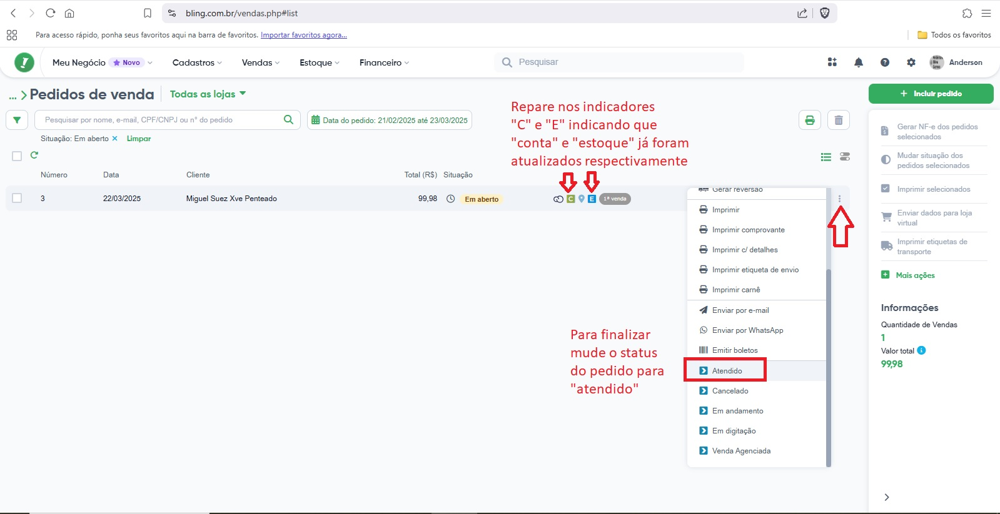 bling.com.br/vendas.php#list
Para acesso rápido, ponha seus favoritos aqui na barra de favoritos. Importar favoritos agora...
Todos os favoritos
Meu Negócio Novo Cadastros Vendas Estoque Financeiro Pesquisar Anderson
... Pedidos de venda Todas as lojas
+ Incluir pedido
Pesquisar por nome, e-mail, CPF/CNPJ ou n° do pedido
Data do pedido: 21/02/2025 até 23/03/2025
Situação: Em aberto × Limpar
Repare nos indicadores
"C" e "E" indicando que
"conta" e "estoque" já foram
atualizados respectivamente
Número Data Cliente Total (R$) Situação
3 22/03/2025 Miguel Suez Xve Penteado 99,98 Em aberto C E 1ª venda
Gerar reversão
Imprimir
Imprimir comprovante
Imprimir c/ detalhes
Imprimir etiqueta de envio
Imprimir carnê
Enviar por e-mail
Enviar por WhatsApp
Emitir boletos
Atendido
Cancelado
Em andamento
Em digitação
Venda Agenciada
Para finalizar
mude o status
do pedido para
"atendido"
Gerar NF-e dos pedidos
selecionados
Mudar situação dos
pedidos selecionados
Imprimir selecionados
Enviar dados para loja
virtual
Imprimir etiquetas de
transporte
Mais ações
Informações
Quantidade de Vendas
1
Valor total
99,98